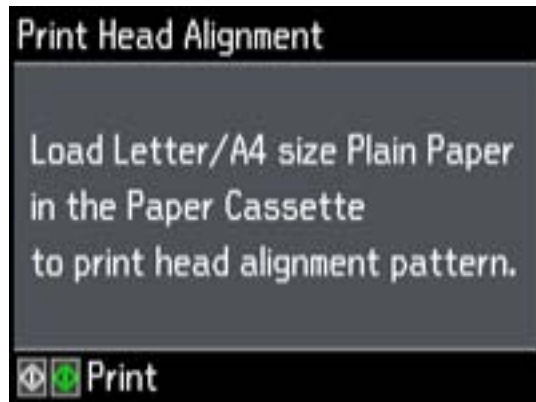 Print Head Alignment
Load Letter/A4 size Plain Paper
in the Paper Cassette
to print head alignment pattern.
Print